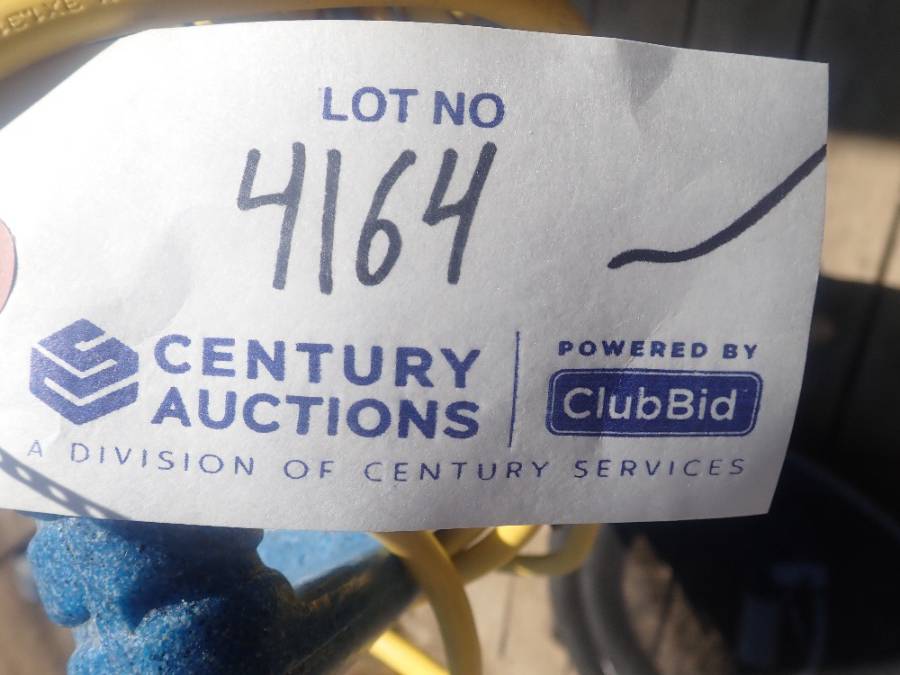 LOT NO
4164
CENTURY
AUCTIONS
POWERED BY
ClubBid
A DIVISION OF CENTURY SERVICES